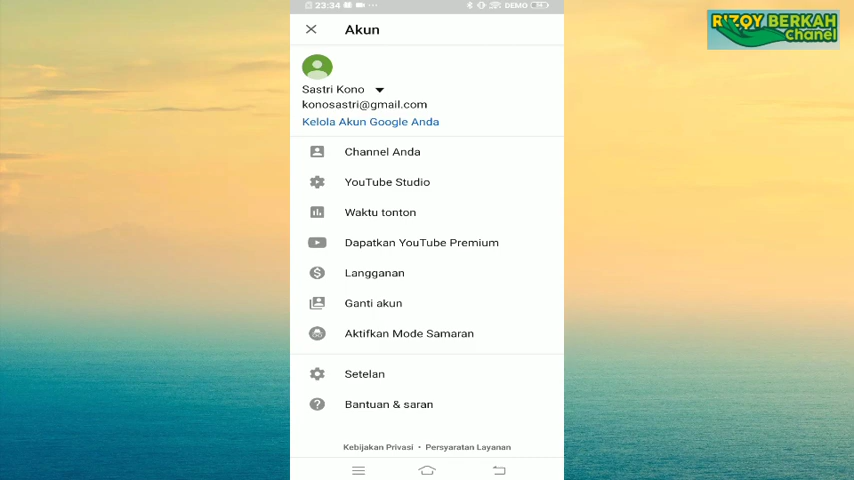 23:34
DEMO
RIZQY BERKAH
Chanel
Akun
Sastri Kono
konosastri@gmail.com
Kelola Akun Google Anda
Channel Anda
YouTube Studio
Waktu tonton
Dapatkan YouTube Premium
Langganan
Ganti akun
Aktifkan Mode Samaran
Setelan
Bantuan & saran
Kebijakan Privasi • Persyaratan Layanan